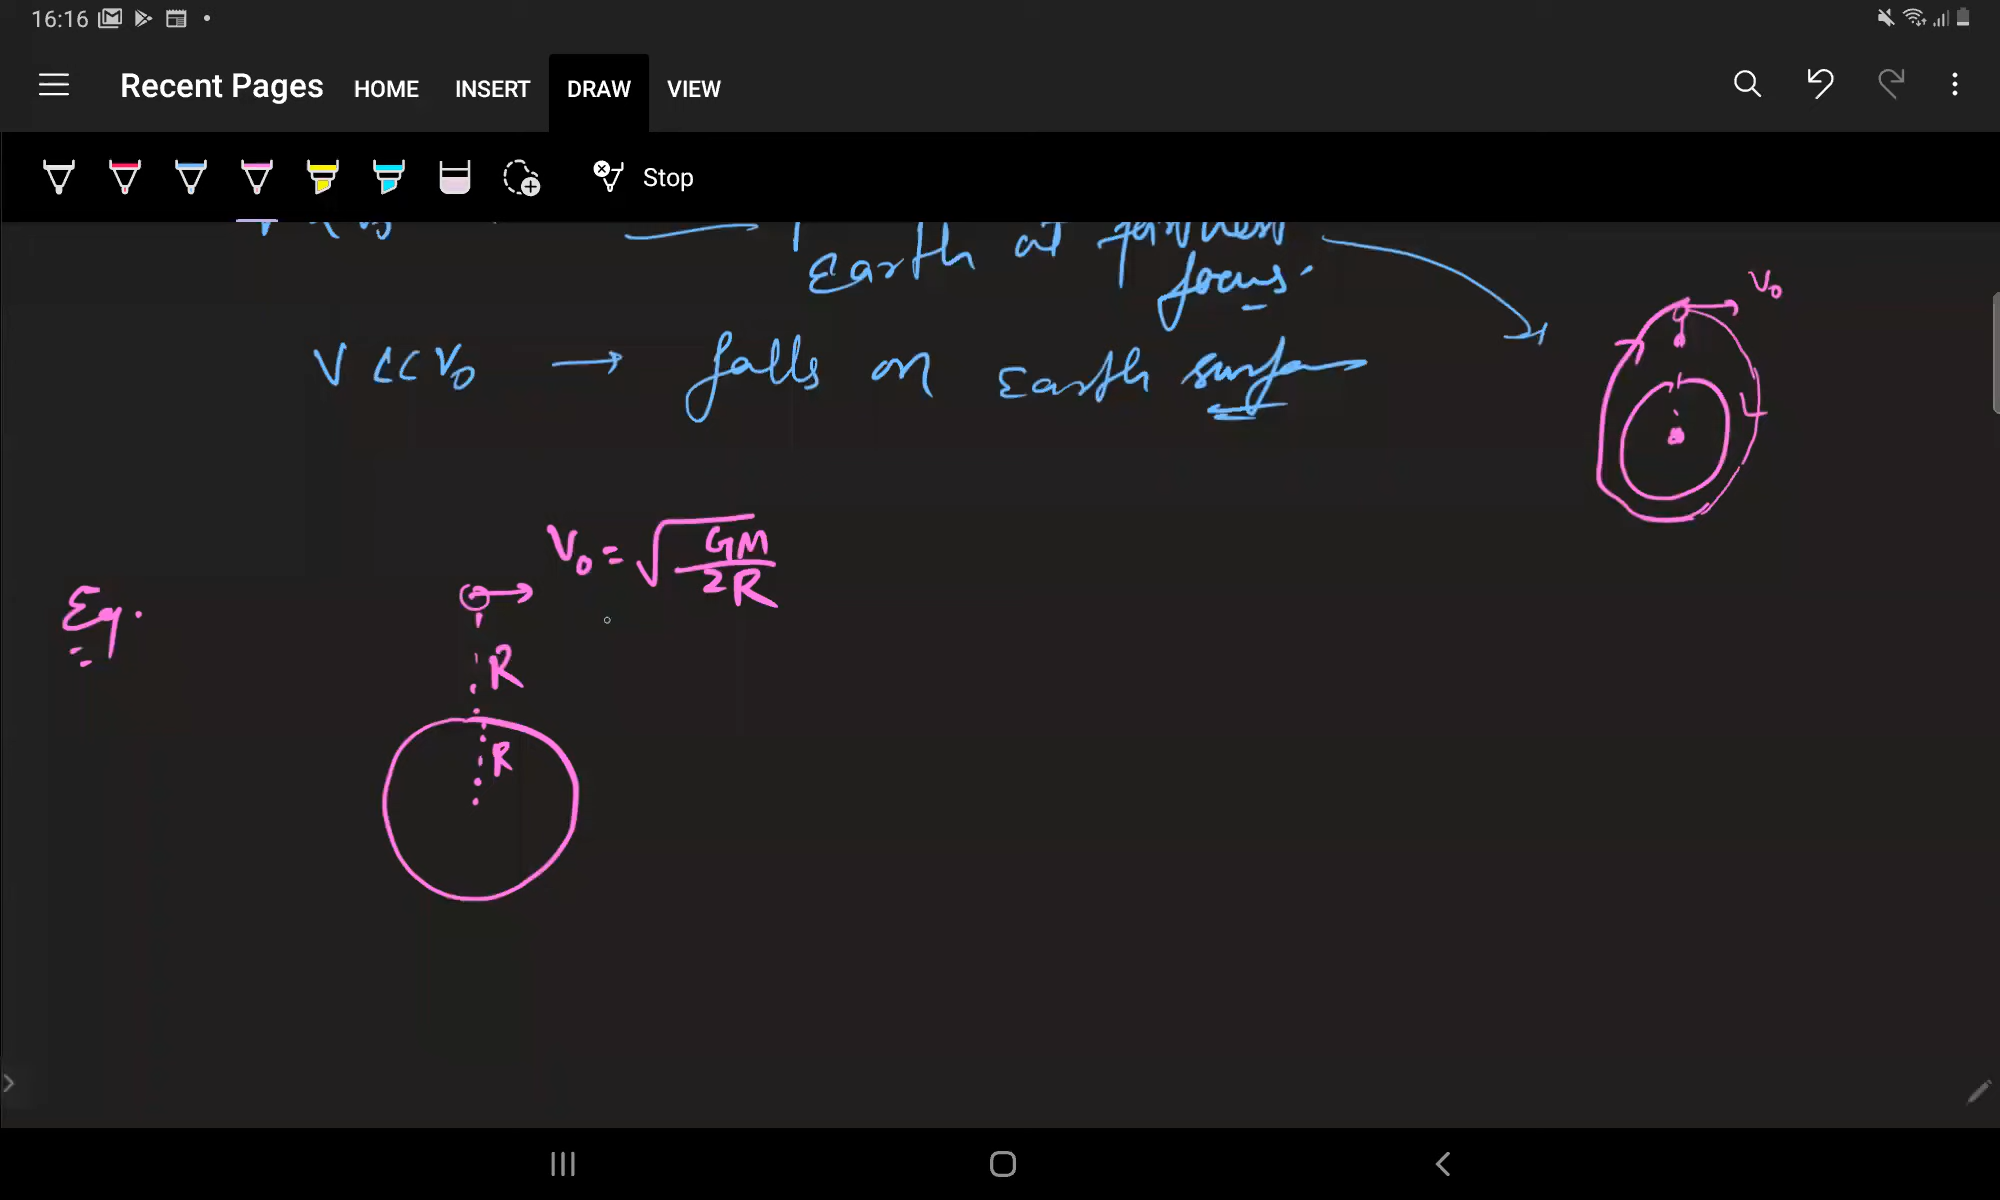 16:16
Recent Pages HOME INSERT DRAW VIEW
Stop
Earth at farthest
focus.
V₀
V << V₀ → falls on Earth surface
V₀ = √GM/2R
Eg.
R
R